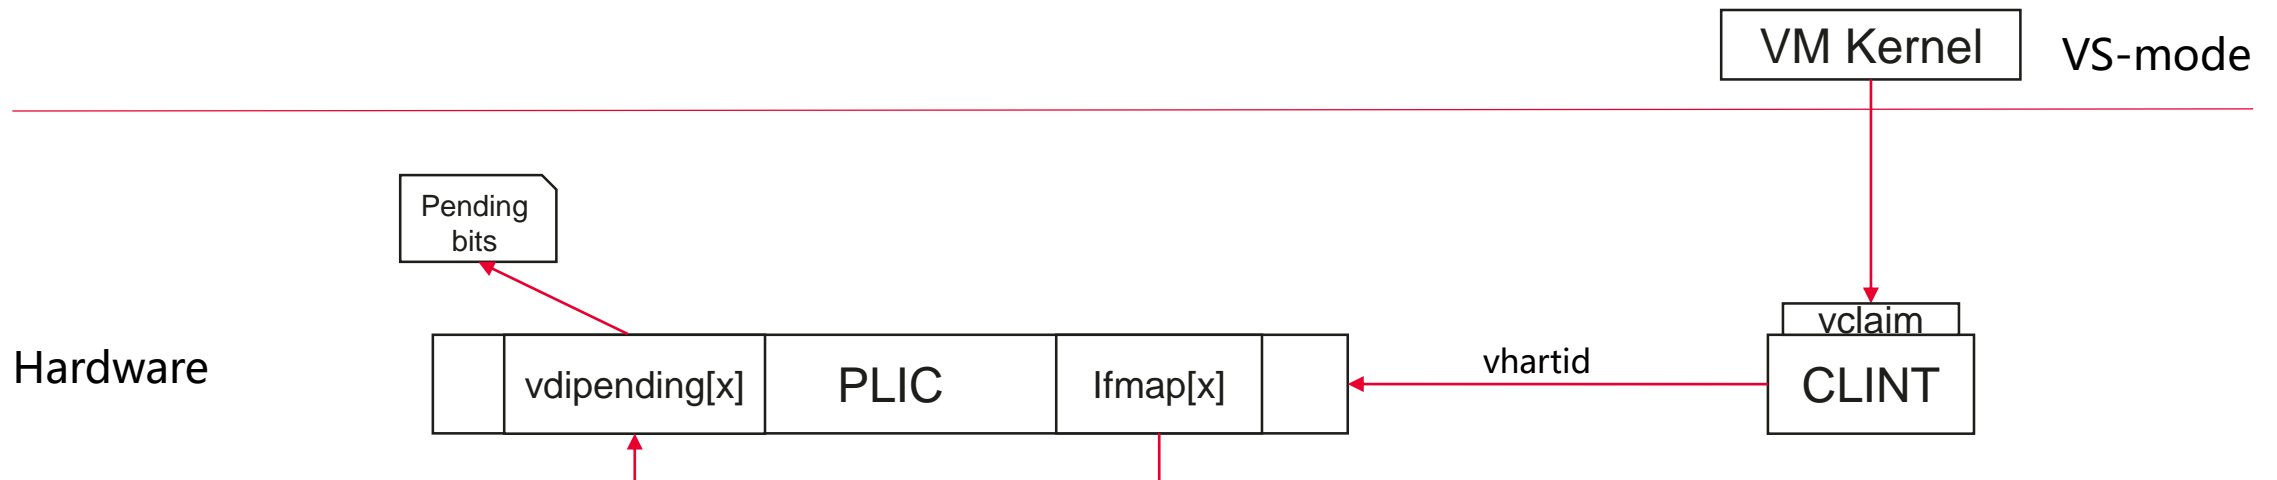 VM Kernel
VS-mode
Pending
bits
vclaim
Hardware
vdipending[x]
PLIC
Ifmap[x]
vhartid
CLINT